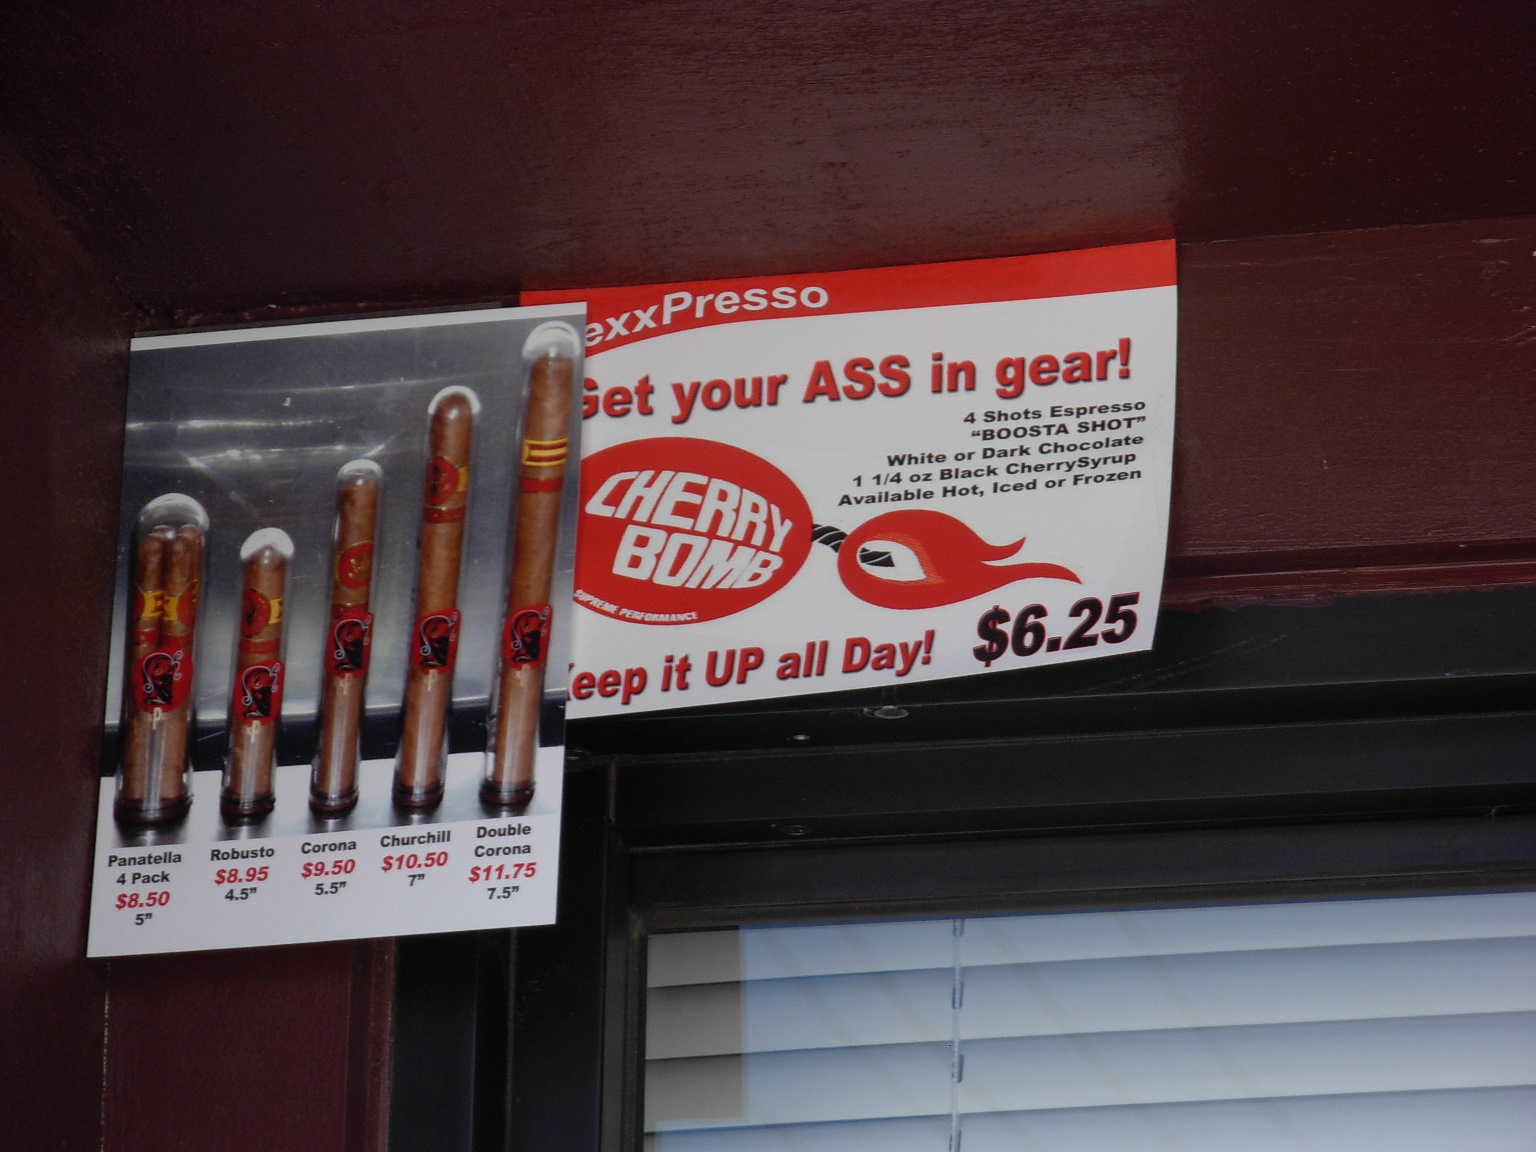 exxPresso
Get your ASS in gear!
4 Shots Espresso
“BOOSTA SHOT”
White or Dark Chocolate
1 1/4 oz Black CherrySyrup
Available Hot, Iced or Frozen
CHERRY
BOMB
SUPREME PERFORMANCE
Keep it UP all Day!
$6.25
Panatella
4 Pack
$8.50
5”
Robusto
$8.95
4.5”
Corona
$9.50
5.5”
Churchill
$10.50
7”
Double
Corona
$11.75
7.5”